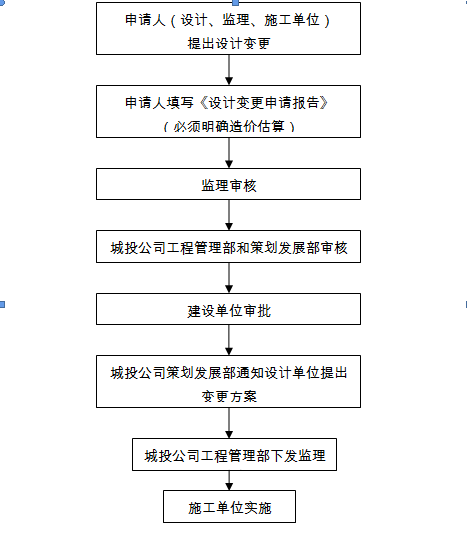 申请人（设计、监理、施工单位）
提出设计变更
申请人填写《设计变更申请报告》
（必须明确造价估算）
监理审核
城投公司工程管理部和策划发展部审核
建设单位审批
城投公司策划发展部通知设计单位提出
变更方案
城投公司工程管理部下发监理
施工单位实施